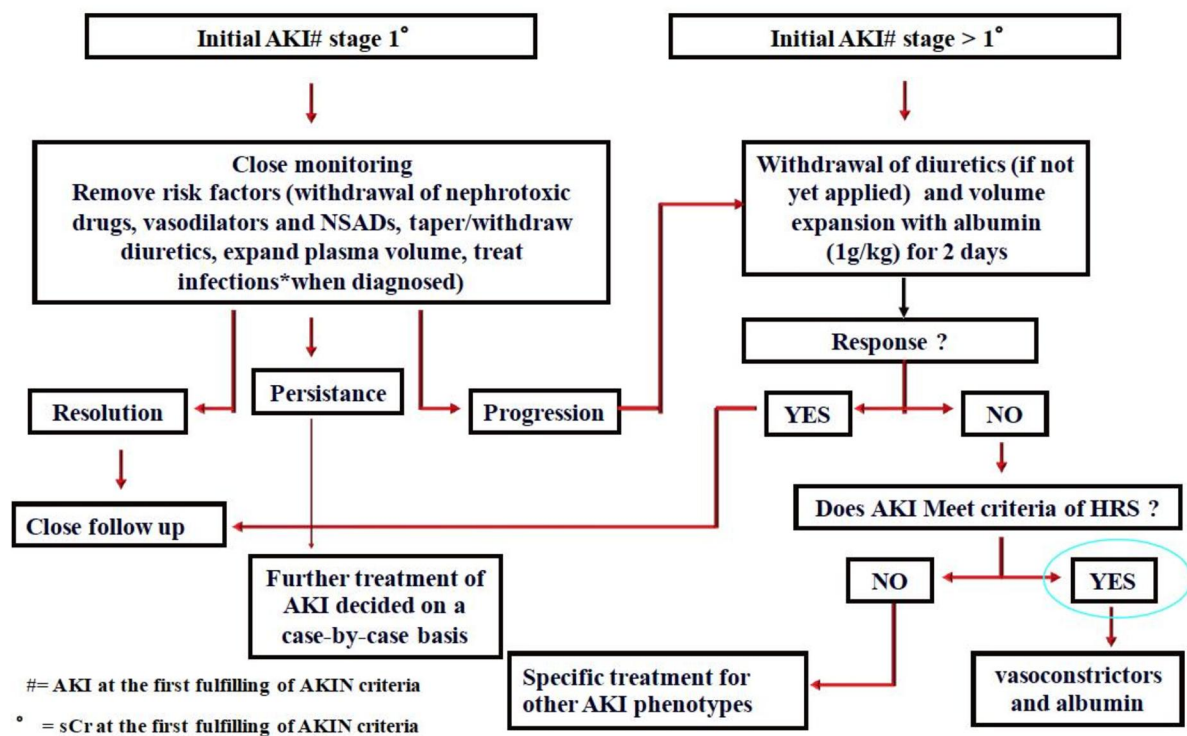 Initial AKI# stage 1°
Initial AKI# stage > 1°
Close monitoring
Remove risk factors (withdrawal of nephrotoxic
drugs, vasodilators and NSADs, taper/withdraw
diuretics, expand plasma volume, treat
infections*when diagnosed)
Withdrawal of diuretics (if not
yet applied) and volume
expansion with albumin
(1g/kg) for 2 days
Response ?
Resolution
Persistance
Progression
YES
NO
Close follow up
Does AKI Meet criteria of HRS ?
Further treatment of
AKI decided on a
case-by-case basis
NO
YES
Specific treatment for
other AKI phenotypes
vasoconstrictors
and albumin
#= AKI at the first fulfilling of AKIN criteria
° = sCr at the first fulfilling of AKIN criteria